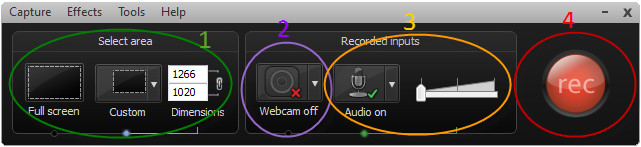 Capture Effects Tools Help
Select area 1
Full screen
Custom
1266
1020
Dimensions
2
Recorded inputs
3
Webcam off
Audio on
4
rec